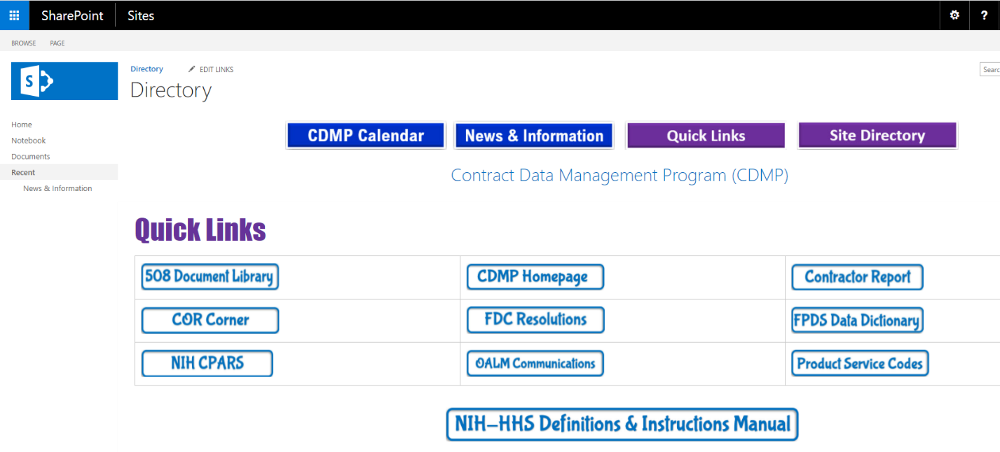 SharePoint Sites ?
BROWSE PAGE
S
Directory EDIT LINKS
Searc
Directory
Home
Notebook
Documents
Recent
News & Information
CDMP Calendar News & Information Quick Links Site Directory
Contract Data Management Program (CDMP)
Quick Links
508 Document Library CDMP Homepage Contractor Report
COR Corner FDC Resolutions FPDS Data Dictionary
NIH CPARS OALM Communications Product Service Codes
NIH–HHS Definitions & Instructions Manual